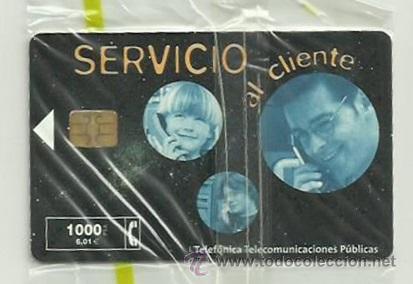 SERVICIO
al cliente
1000 PTA
6,01 €
Telefónica Telecomunicaciones Públicas
www.todocoleccion.net